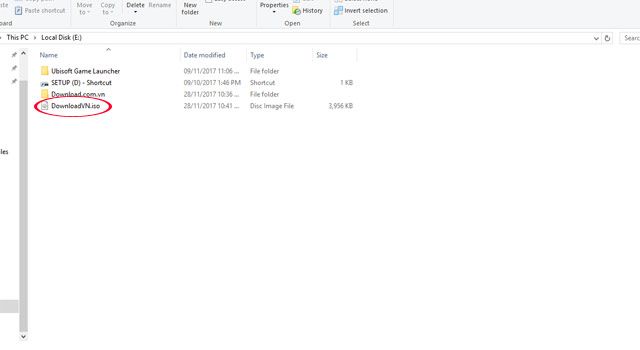 Paste shortcut
Move to
Copy to
Delete
Rename
New folder
Properties
History
Invert selection
Organize
New
Open
Select
This PC > Local Disk (E:)
Name
Date modified
Type
Size
Ubisoft Game Launcher 09/11/2017 11:06 ... File folder
SETUP (D) - Shortcut 09/10/2017 1:46 PM Shortcut 1 KB
Download.com.vn 28/11/2017 10:36 ... File folder
DownloadVN.iso 28/11/2017 10:41 ... Disc Image File 3,956 KB